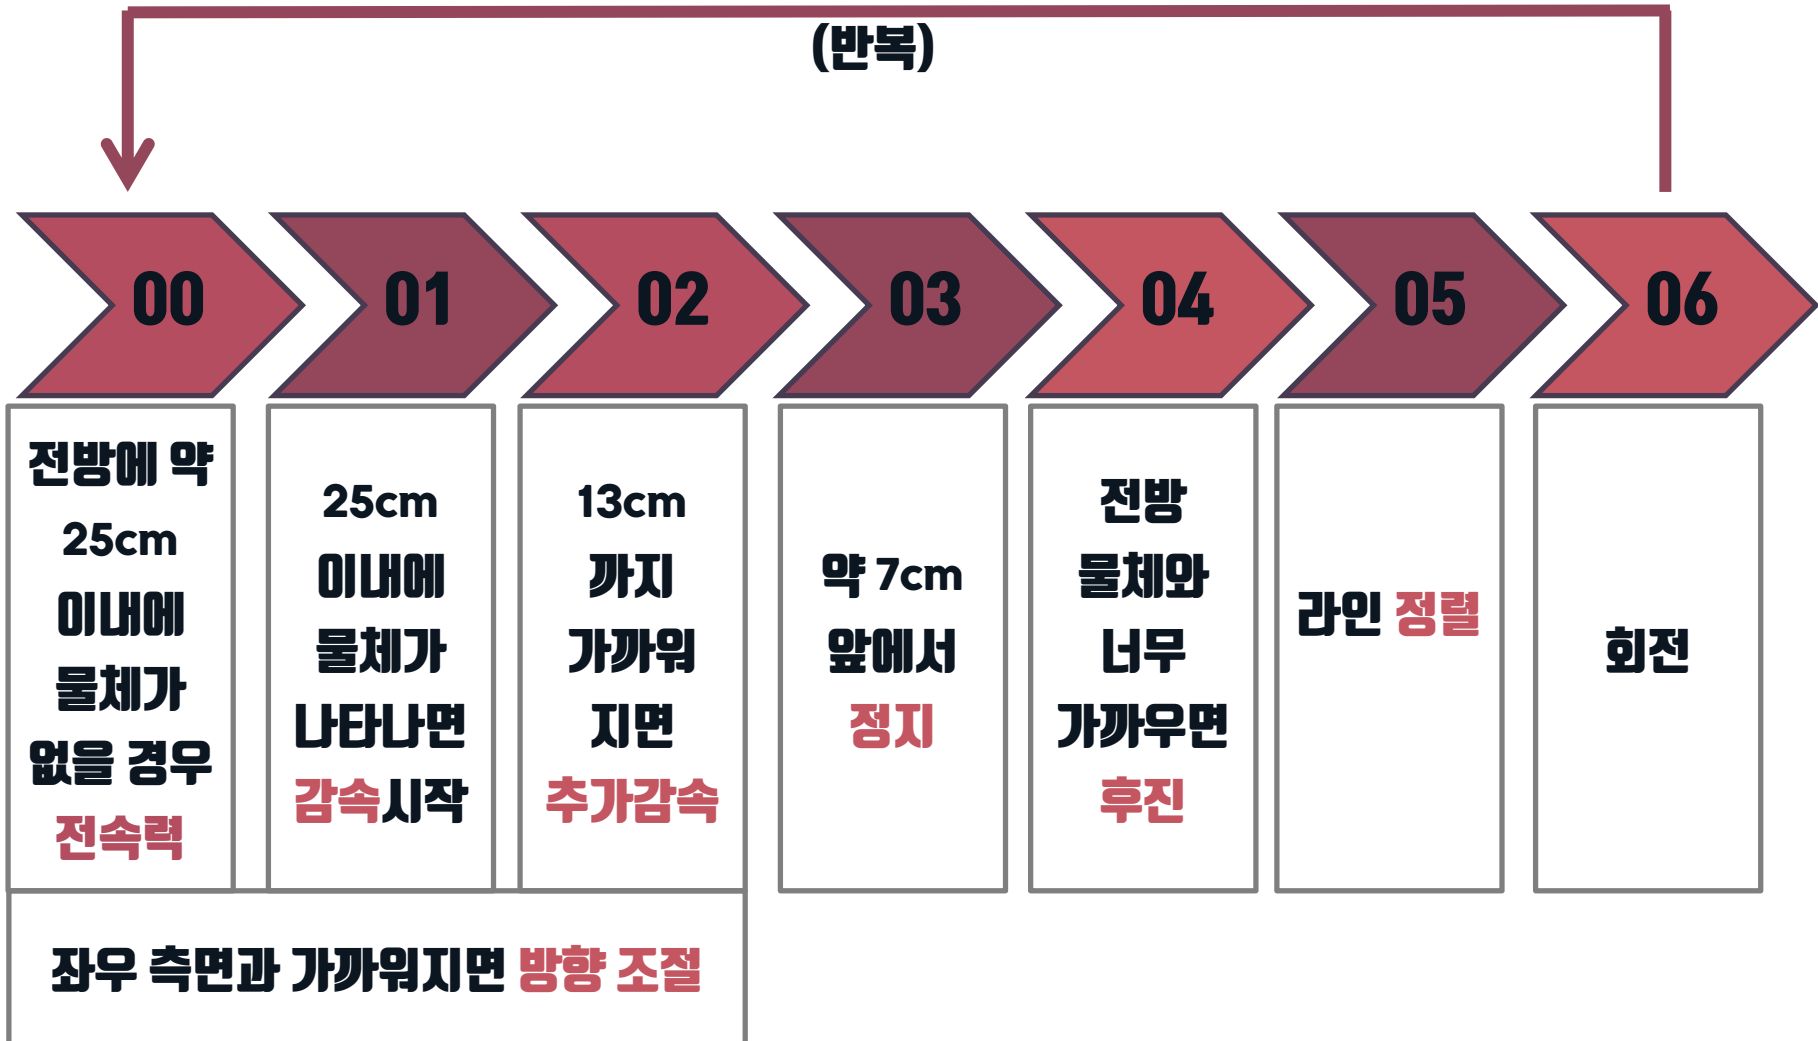 (반복)
00
01
02
03
04
05
06
전방에 약
25cm
이내에
물체가
없을 경우
전속력
25cm
이내에
물체가
나타나면
감속시작
13cm
까지
가까워
지면
추가감속
약 7cm
앞에서
정지
전방
물체와
너무
가까우면
후진
라인 정렬
회전
좌우 측면과 가까워지면 방향 조절